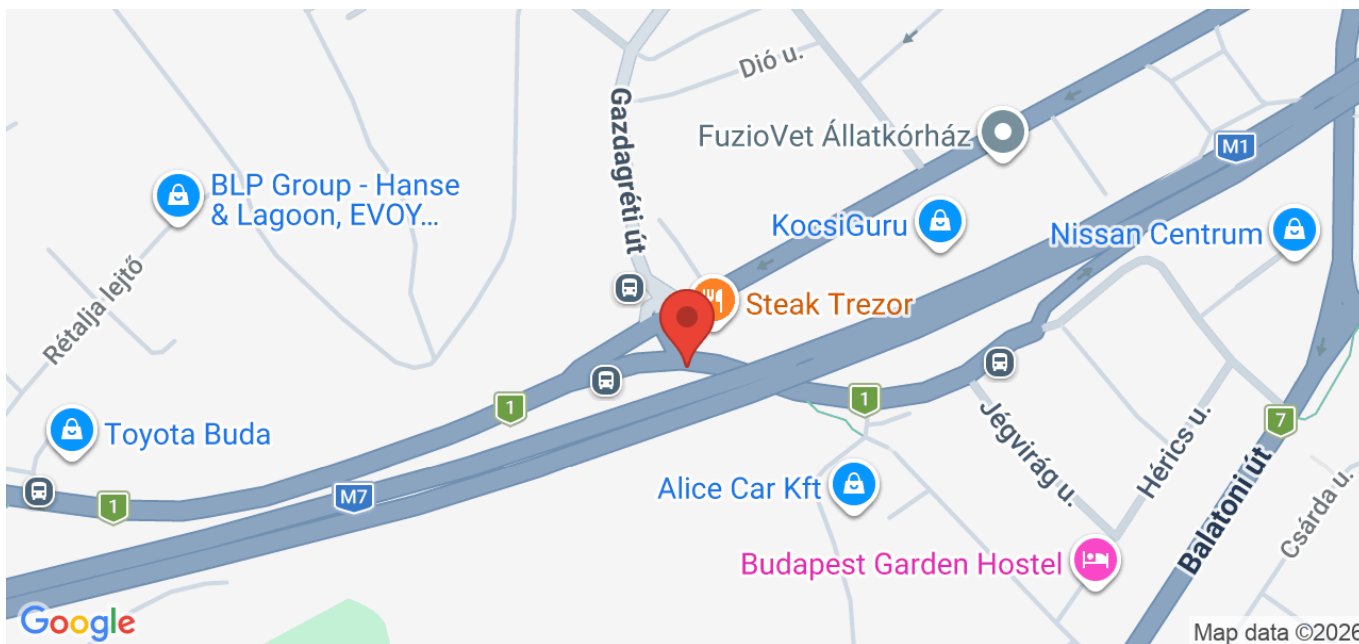 Dió u.
Gazdagréti út
FuzioVet Állatkórház
M1
BLP Group - Hanse
& Lagoon, EVOY...
KocsiGuru
Nissan Centrum
Rétalja lejtő
Steak Trezor
1
1
7
Toyota Buda
Jégvirág u.
Hérics u.
Balatoni út
Csárda u.
M7
1
Alice Car Kft
Budapest Garden Hostel
Google
Map data ©2026